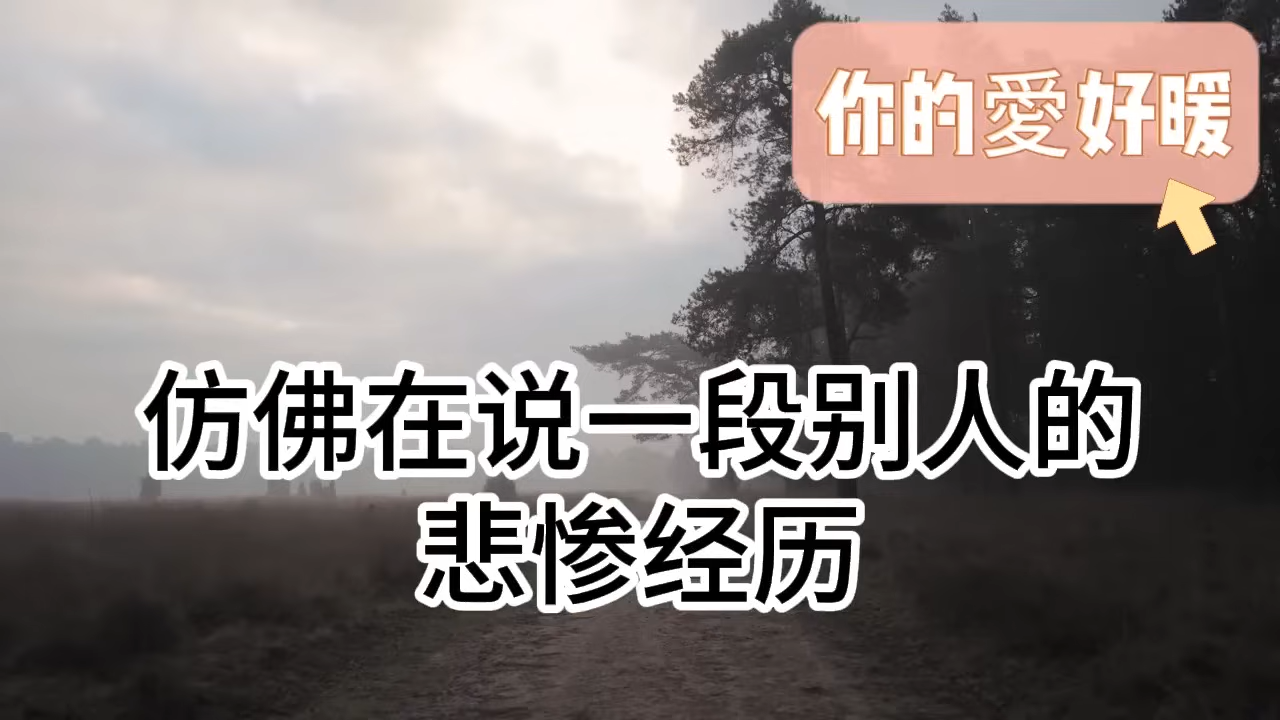 你的愛好暖
仿佛在说一段别人的
悲惨经历